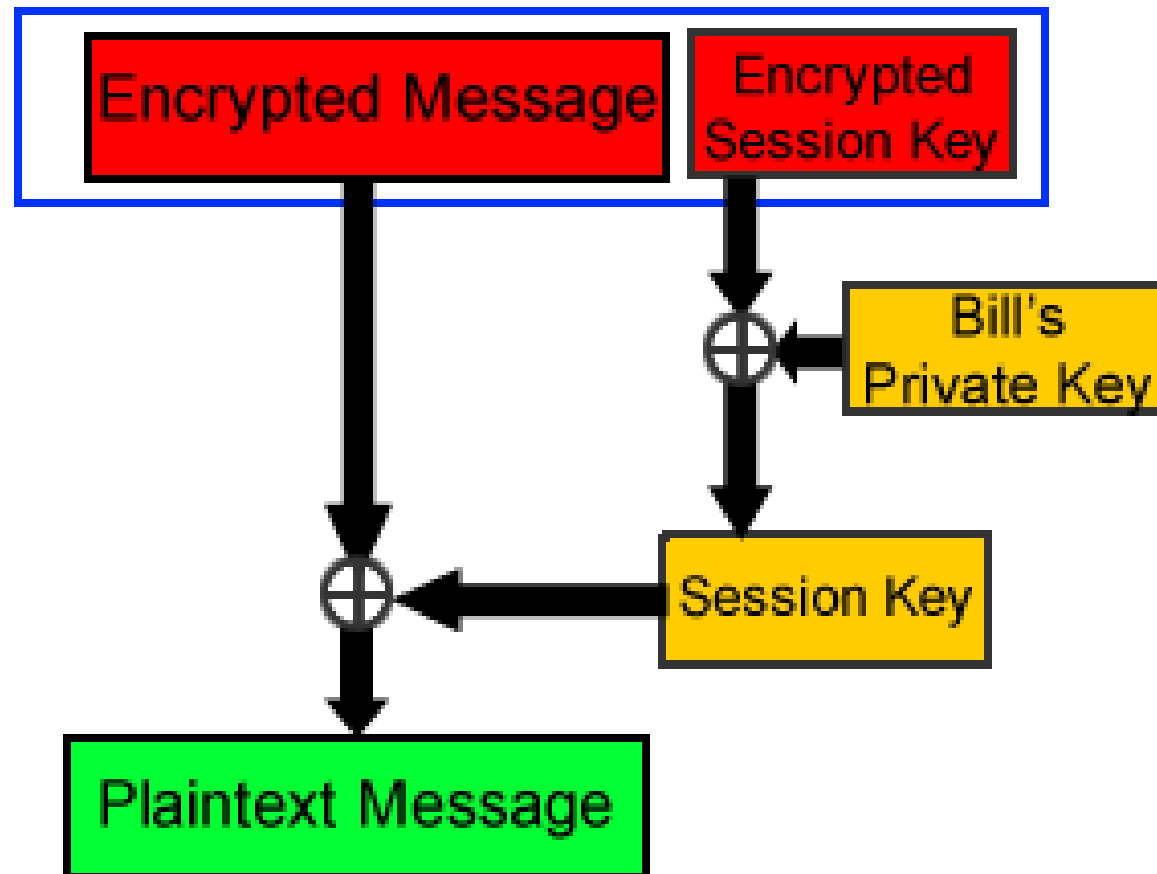 Encrypted Message
Encrypted
Session Key
Bill's
Private Key
Session Key
Plaintext Message